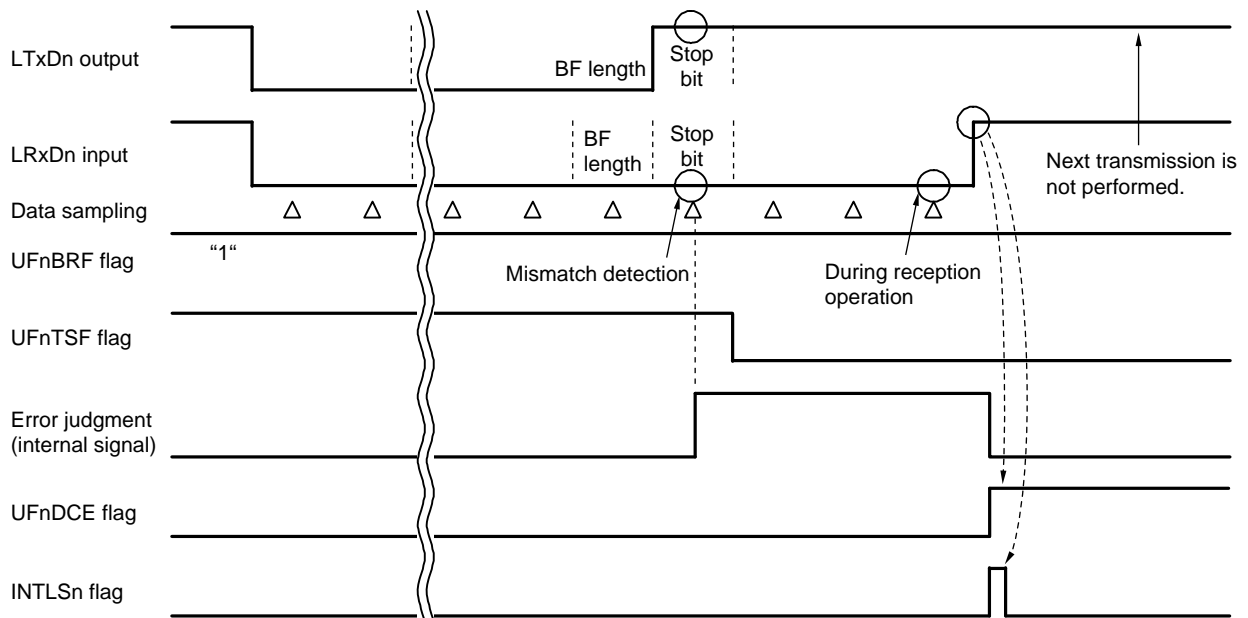 LTxDn output
BF length
Stop
bit
LRxDn input
BF
length
Stop
bit
Next transmission is
not performed.
Data sampling
UFnBRF flag
“1“
Mismatch detection
During reception
operation
UFnTSF flag
Error judgment
(internal signal)
UFnDCE flag
INTLSn flag